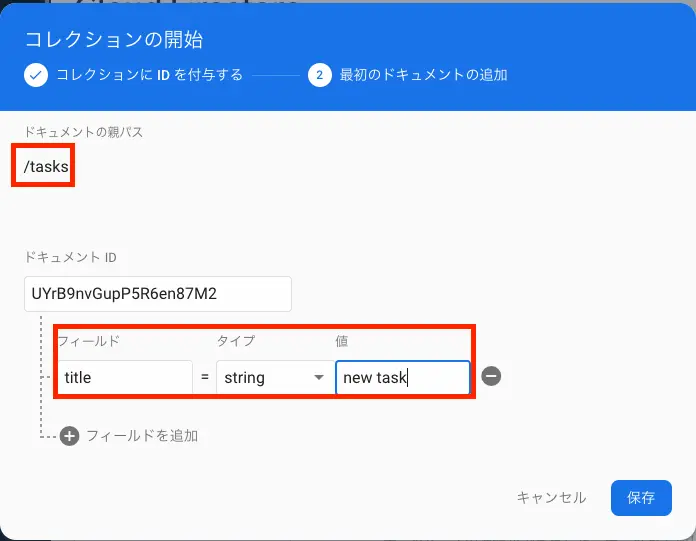 コレクションの開始
コレクションに ID を付与する 2 最初のドキュメントの追加
ドキュメントの親パス
/tasks
ドキュメント ID
UYrB9nvGupP5R6en87M2
フィールド タイプ 値
title = string new task
フィールドを追加
キャンセル 保存